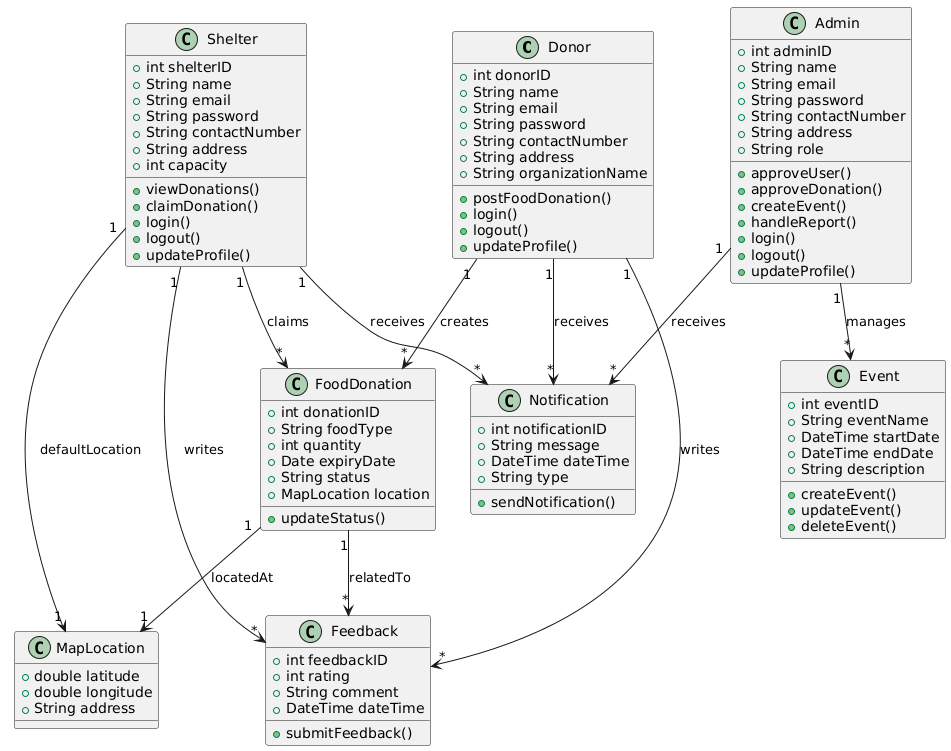 C Shelter
int shelterID
String name
String email
String password
String contactNumber
String address
int capacity
viewDonations()
claimDonation()
login()
logout()
updateProfile()
C Donor
int donorID
String name
String email
String password
String contactNumber
String address
String organizationName
postFoodDonation()
login()
logout()
updateProfile()
C Admin
int adminID
String name
String email
String password
String contactNumber
String address
String role
approveUser()
approveDonation()
createEvent()
handleReport()
login()
logout()
updateProfile()
1
1
1
1
1
1
1
1
1
claims
receives
creates
receives
receives
manages
*
*
*
*
*
*
C FoodDonation
int donationID
String foodType
int quantity
Date expiryDate
String status
MapLocation location
updateStatus()
C Notification
int notificationID
String message
DateTime dateTime
String type
sendNotification()
C Event
int eventID
String eventName
DateTime startDate
DateTime endDate
String description
createEvent()
updateEvent()
deleteEvent()
defaultLocation
writes
writes
1
1
locatedAt
relatedTo
1
1
*
*
*
C MapLocation
double latitude
double longitude
String address
C Feedback
int feedbackID
int rating
String comment
DateTime dateTime
submitFeedback()